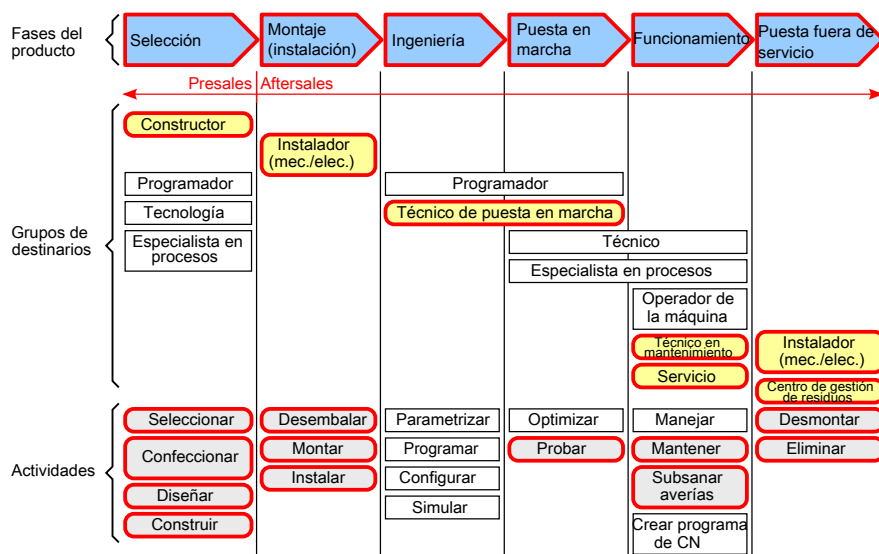 Fases del
producto
Selección
Montaje
(instalación)
Ingeniería
Puesta en
marcha
Funcionamiento
Puesta fuera de
servicio
Presales
Aftersales
Grupos de
destinarios
Constructor
Instalador
(mec./elec.)
Programador
Programador
Tecnología
Técnico de puesta en marcha
Especialista en
procesos
Técnico
Especialista en procesos
Operador de
la máquina
Técnico en
mantenimiento
Instalador
(mec./elec.)
Servicio
Centro de gestión
de residuos
Actividades
Seleccionar
Desembalar
Parametrizar
Optimizar
Manejar
Desmontar
Confeccionar
Montar
Programar
Probar
Mantener
Eliminar
Diseñar
Instalar
Configurar
Subsanar
averías
Construir
Simular
Crear programa
de CN